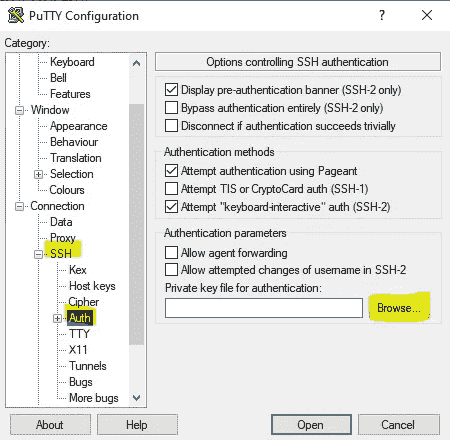 PuTTY Configuration
Category:
Keyboard
Bell
Features
Window
Appearance
Behaviour
Translation
Selection
Colours
Connection
Data
Proxy
SSH
Kex
Host keys
Cipher
Auth
TTY
X11
Tunnels
Bugs
More bugs
Options controlling SSH authentication
Display pre-authentication banner (SSH-2 only)
Bypass authentication entirely (SSH-2 only)
Disconnect if authentication succeeds trivially
Authentication methods
Attempt authentication using Pageant
Attempt TIS or CryptoCard auth (SSH-1)
Attempt "keyboard-interactive" auth (SSH-2)
Authentication parameters
Allow agent forwarding
Allow attempted changes of username in SSH-2
Private key file for authentication:
Browse...
About
Help
Open
Cancel